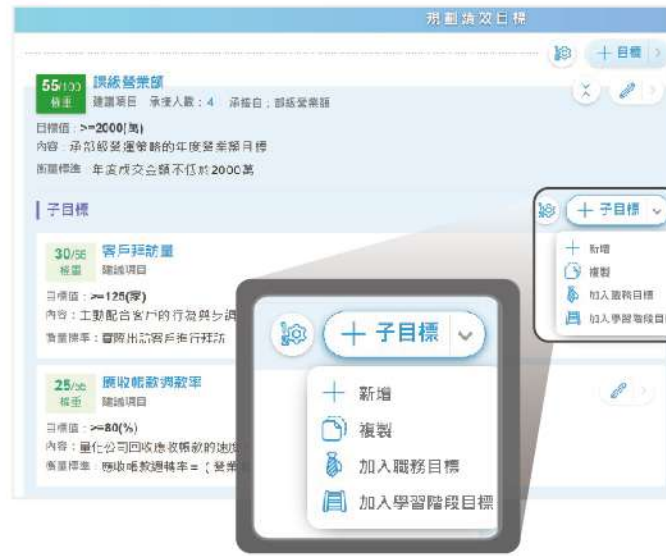 規劃績效目標
＋目標
55/100 課級營業額
權重 建議項目 承接人數：4 承接自：部級營業額
目標值：>=2000(萬)
內容：承部級營運策略的年度營業額目標
衡量標準：年度成交金額不低於2000萬
子目標
＋子目標
新增
複製
加入職務目標
加入學習階段目
30/55 客戶拜訪量
權重 建議項目
目標值：>=125(家)
內容：主動配合客戶的行為與步調
衡量標準：實際出訪客戶進行拜訪
25/55 應收帳款週款率
權重 建議項目
目標值：>=80(%)
內容：量化公司回收應收帳款的速度
衡量標準：應收帳款週轉率=（營業
＋子目標
新增
複製
加入職務目標
加入學習階段目標